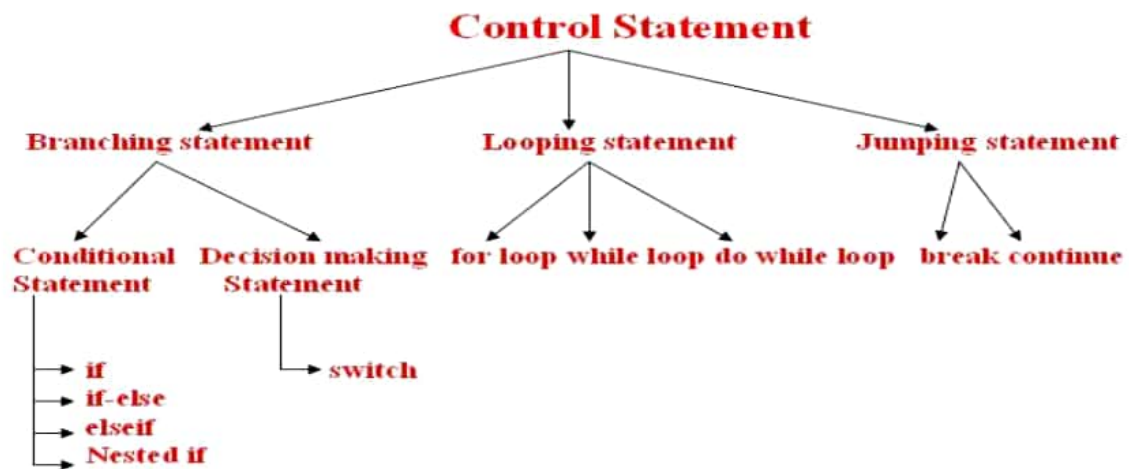 Control Statement
Branching statement Looping statement Jumping statement
Conditional Decision making for loop while loop do while loop break continue
Statement Statement
if switch
if-else
elseif
Nested if